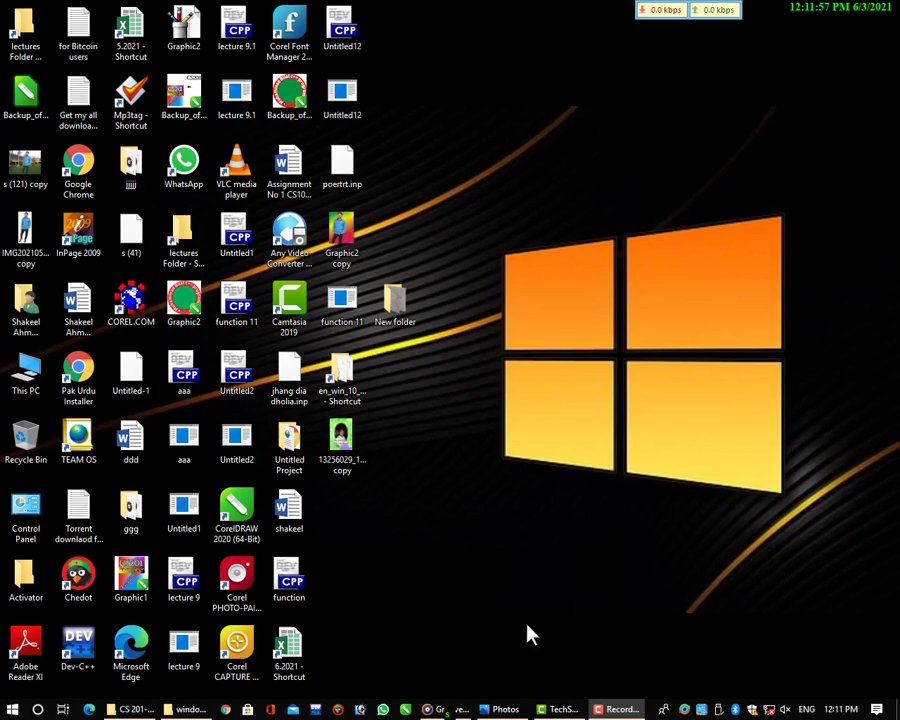 0.0 kbps 0.0 kbps
12:11:57 PM 6/3/2021
lectures Folder ...
for Bitcoin users
5.2021 - Shortcut
Graphic2
lecture 9.1
Corel Font Manager 2...
Untitled12
Backup_of...
Get my all downloa...
Mp3tag - Shortcut
Backup_of...
lecture 9.1
Backup_of...
Untitled12
s (121) copy
Google Chrome
jjjjj
WhatsApp
VLC media player
Assignment No 1 CS10...
poertrt.inp
IMG202105... copy
InPage 2009
s (41)
lectures Folder - S...
Untitled1
Any Video Converter ...
Graphic2 copy
Shakeel Ahm...
Shakeel Ahm...
COREL.COM
Graphic2
function 11
Camtasia 2019
function 11
New folder
This PC
Pak Urdu Installer
Untitled-1
aaa
Untitled2
jhang dia dholia.inp
en_win_10_... - Shortcut
Recycle Bin
TEAM OS
ddd
aaa
Untitled2
Untitled Project
13256029_1... copy
Control Panel
Torrent downlaod f...
ggg
Untitled1
CorelDRAW 2020 (64-Bit)
shakeel
Activator
Chedot
Graphic1
lecture 9
Corel PHOTO-PAI...
function
Adobe Reader XI
Dev-C++
Microsoft Edge
lecture 9
Corel CAPTURE ...
6.2021 - Shortcut
CS 201-...
windo...
Photos
TechS...
Record...
ENG
12:11 PM